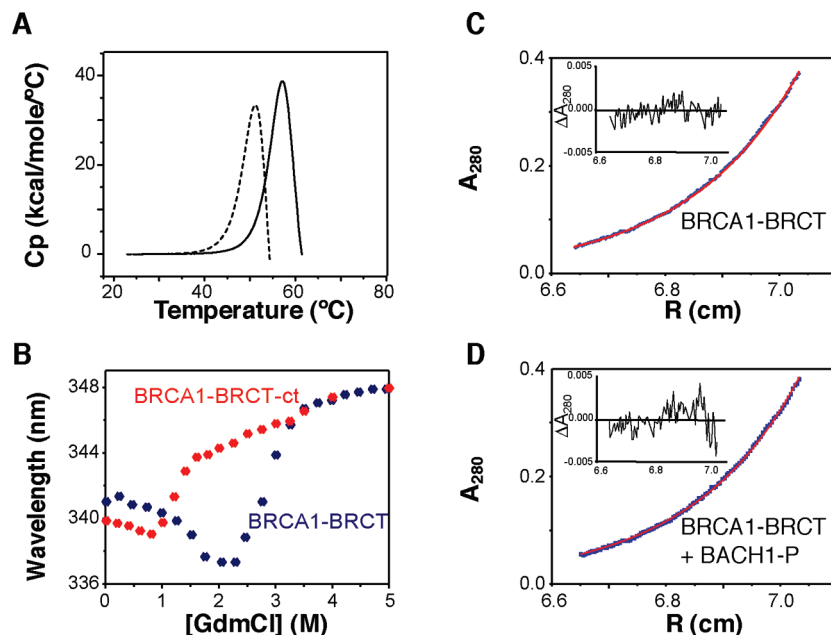 A
Cp (kcal/mole/ºC)
40
20
0
20
40
60
80
Temperature (ºC)
B
Wavelength (nm)
348
344
340
336
BRCA1-BRCT-ct
BRCA1-BRCT
0
1
2
3
4
5
[GdmCl] (M)
C
A280
0.4
0.2
0.0
ΔA280
0.005
0.000
-0.005
6.6
6.8
7.0
BRCA1-BRCT
6.6
6.8
7.0
R (cm)
D
A280
0.4
0.2
0.0
ΔA280
0.005
0.000
-0.005
6.6
6.8
7.0
BRCA1-BRCT
+ BACH1-P
6.6
6.8
7.0
R (cm)